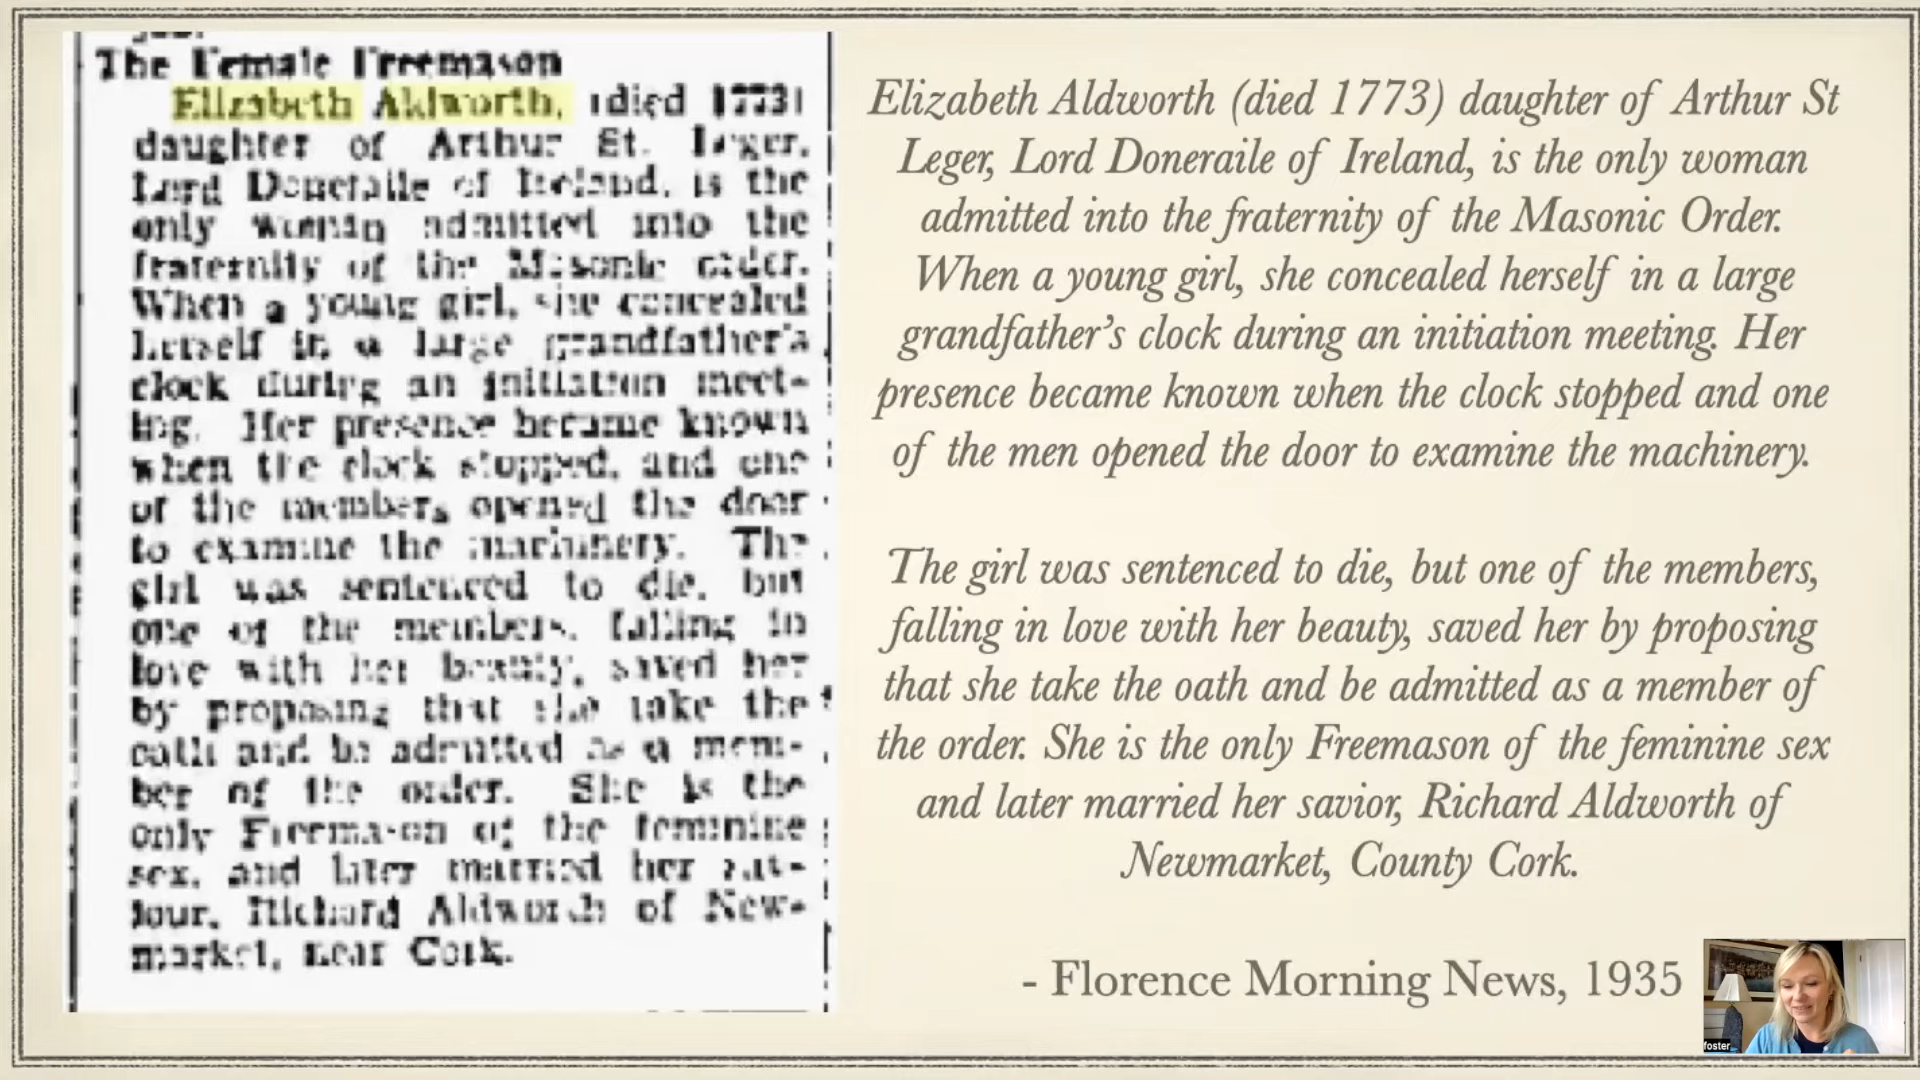 The Female Freemason
Elizabeth Aldworth, (died 1773)
daughter of Arthur St. Leger,
Lord Doneraile of Ireland, is the
only woman admitted into the
fraternity of the Masonic order.
When a young girl, she concealed
herself in a large grandfather's
clock during an initiation meet-
ing. Her presence became known
when the clock stopped, and one
of the members opened the door
to examine the machinery. The
girl was sentenced to die, but
one of the members, falling in
love with her beauty, saved her
by proposing that she take the
oath and be admitted as a mem-
ber of the order. She is the
only Freemason of the feminine
sex, and later married her sav-
iour, Richard Aldworth of New-
market, near Cork.
Elizabeth Aldworth (died 1773) daughter of Arthur St
Leger, Lord Doneraile of Ireland, is the only woman
admitted into the fraternity of the Masonic Order.
When a young girl, she concealed herself in a large
grandfather's clock during an initiation meeting. Her
presence became known when the clock stopped and one
of the men opened the door to examine the machinery.
The girl was sentenced to die, but one of the members,
falling in love with her beauty, saved her by proposing
that she take the oath and be admitted as a member of
the order. She is the only Freemason of the feminine sex
and later married her savior, Richard Aldworth of
Newmarket, County Cork.
- Florence Morning News, 1935
foster